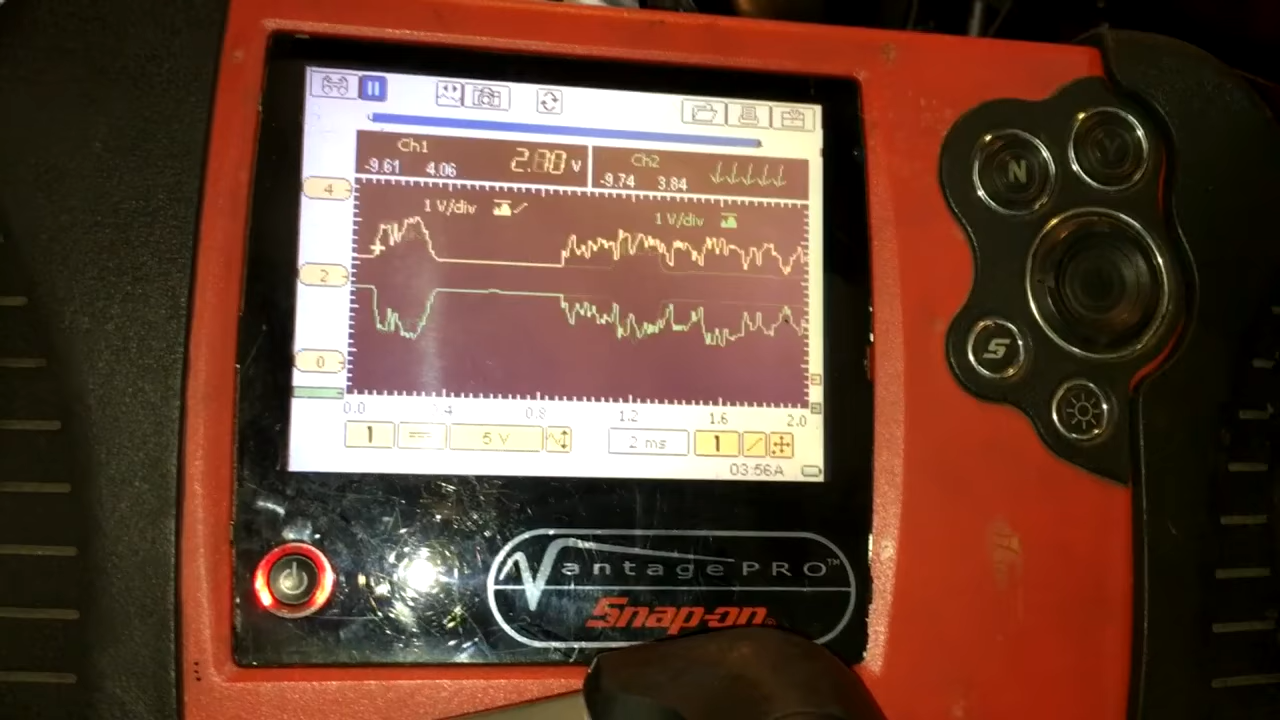 Ch1
-9.61 4.06 2.70 V
Ch2
-9.74 3.84
4
1 V/div
1 V/div
2
0
0.0 .4 0.8 1.2 1.6 2.0
1 5 V 2 ms 1
03:56A
N
Y
S
VantagePRO™
Snap-on®